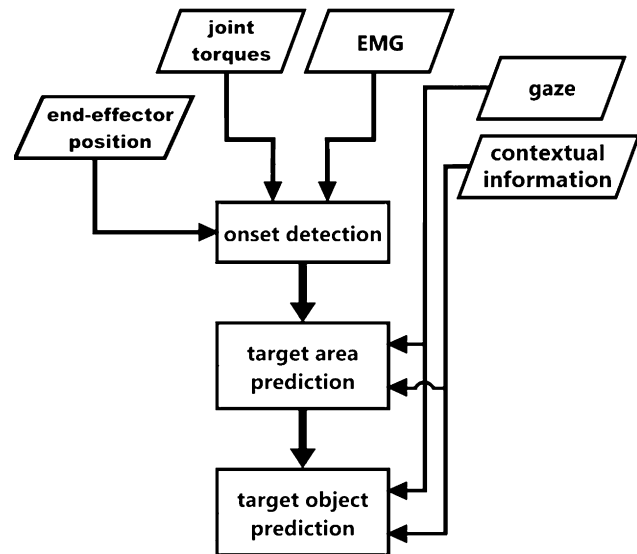 joint
torques
EMG
gaze
end-effector
position
contextual
information
onset detection
target area
prediction
target object
prediction